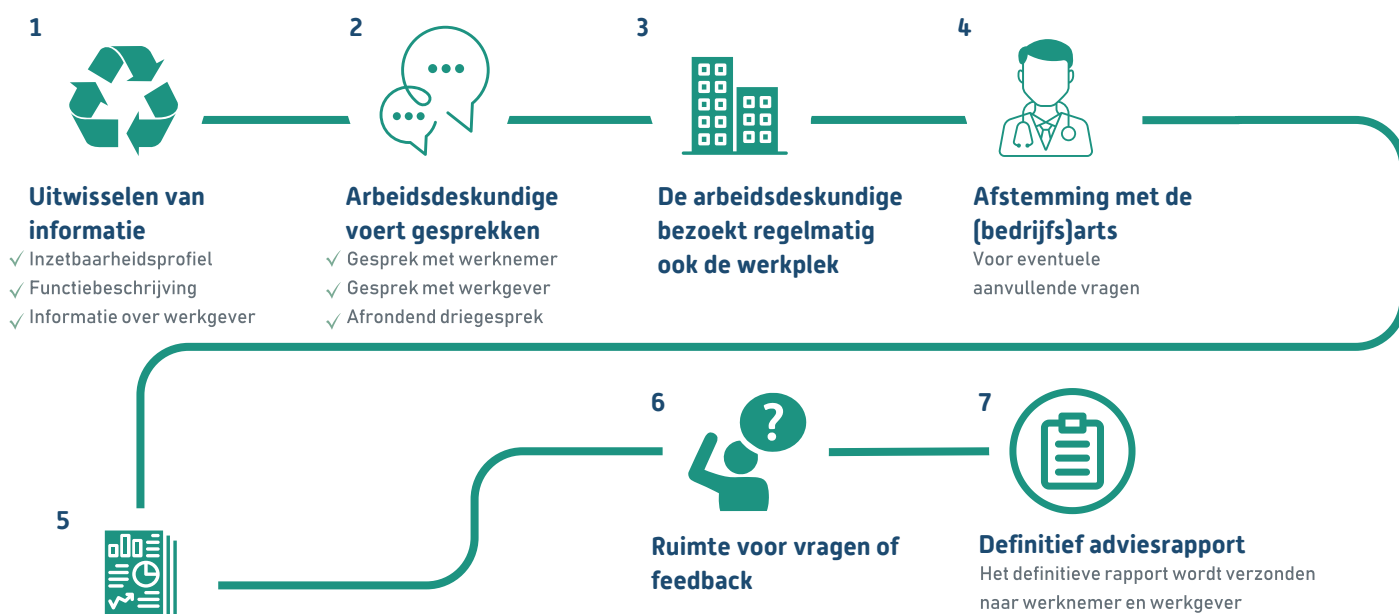 1
Uitwisselen van
informatie
Inzetbaarheidsprofiel
Functiebeschrijving
Informatie over werkgever
2
Arbeidsdeskundige
voert gesprekken
Gesprek met werknemer
Gesprek met werkgever
Afrondend driegesprek
3
De arbeidsdeskundige
bezoekt regelmatig
ook de werkplek
4
Afstemming met de
(bedrijfs)arts
Voor eventuele
aanvullende vragen
5
6
?
Ruimte voor vragen of
feedback
7
Definitief adviesrapport
Het definitieve rapport wordt verzonden
naar werknemer en werkgever